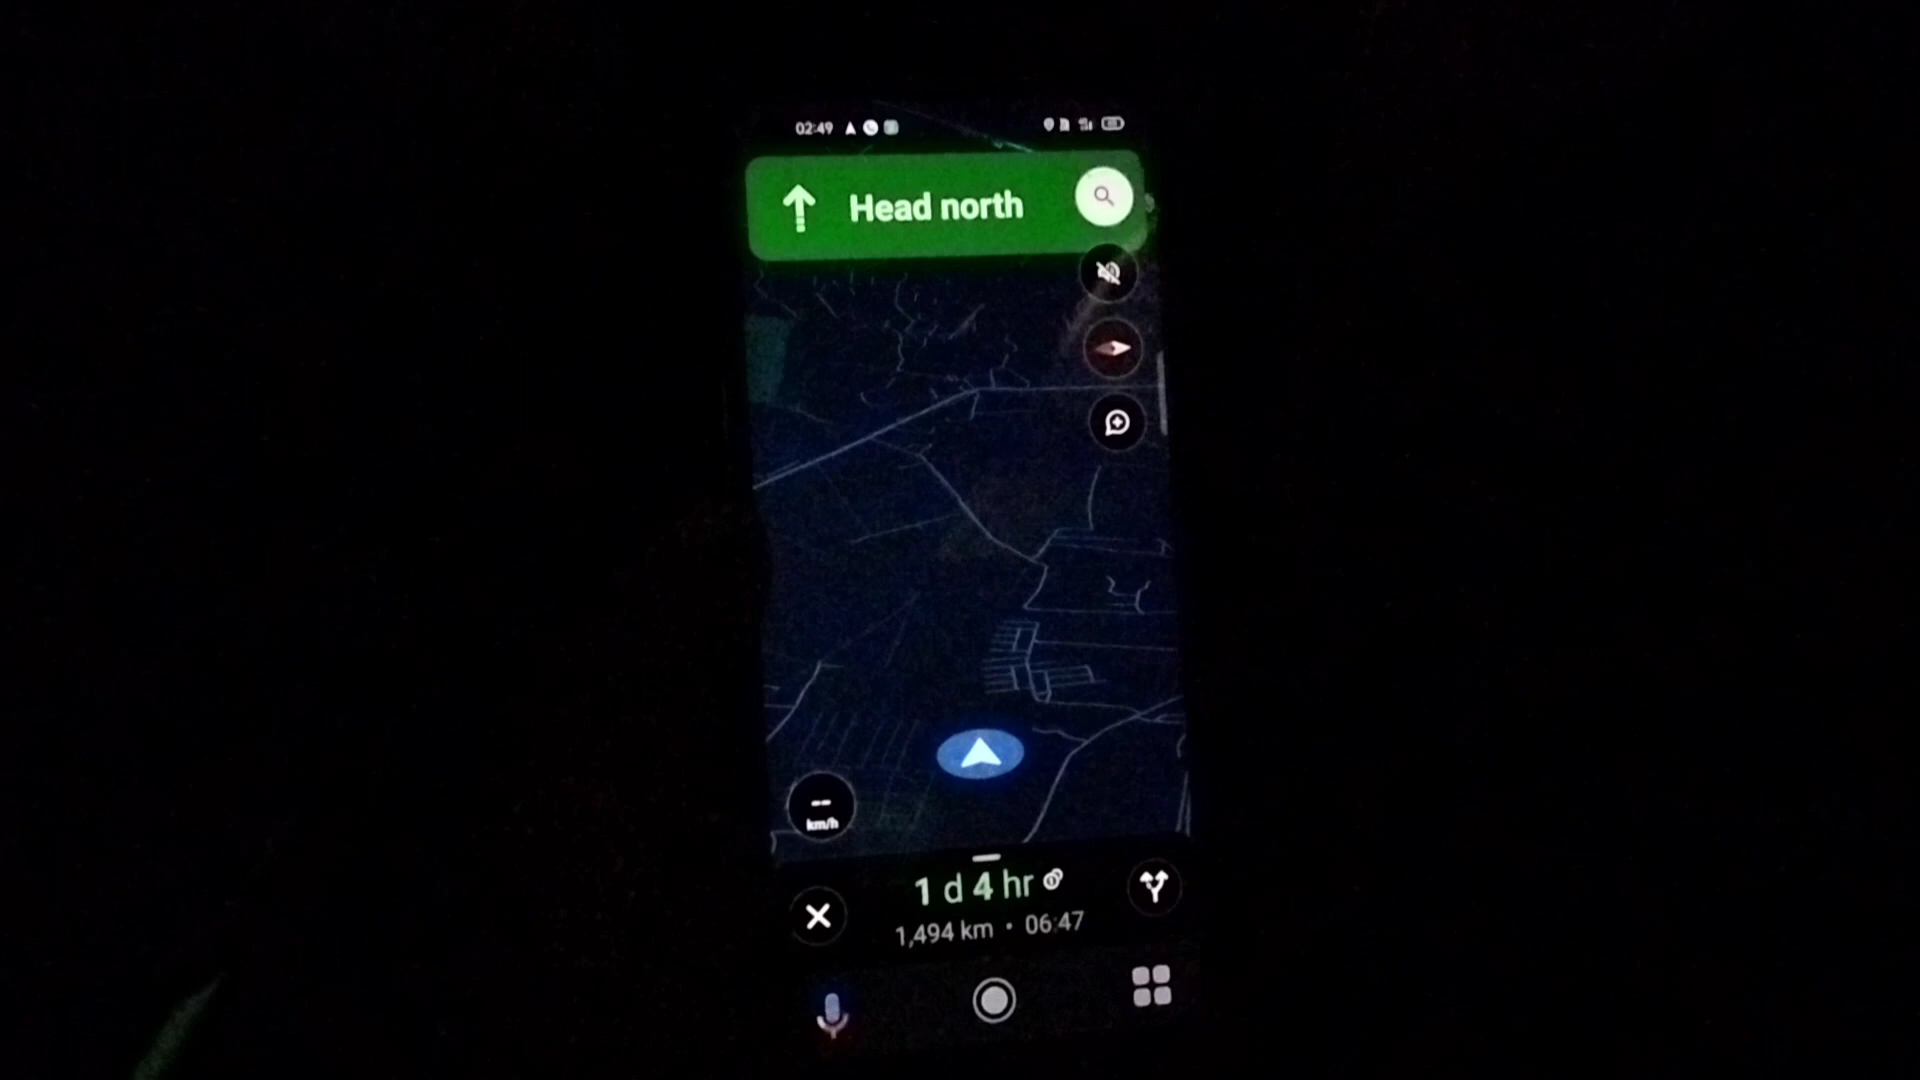 02:49
Head north
--
km/h
1 d 4 hr
1,494 km • 06:47